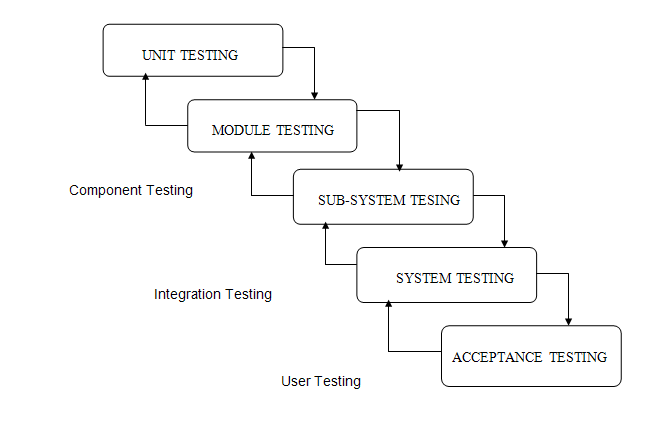 UNIT TESTING
MODULE TESTING
Component Testing
SUB-SYSTEM TESING
SYSTEM TESTING
Integration Testing
ACCEPTANCE TESTING
User Testing